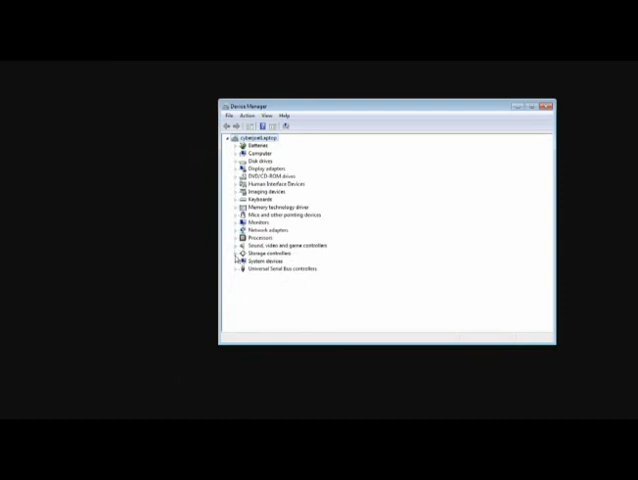 Device Manager
File Action View Help
cyberpietLaptop
Batteries
Computer
Disk drives
Display adapters
DVD/CD-ROM drives
Human Interface Devices
Imaging devices
Keyboards
Memory technology driver
Mice and other pointing devices
Monitors
Network adapters
Processors
Sound, video and game controllers
Storage controllers
System devices
Universal Serial Bus controllers